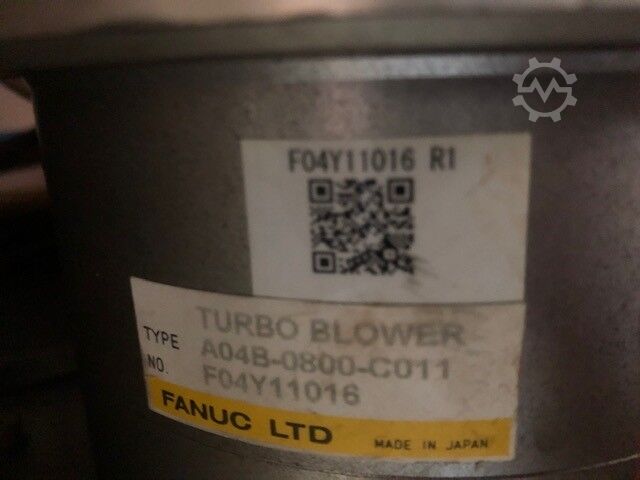 F04Y11016 R1
TURBO BLOWER
TYPE A04B-0800-C011
NO. F04Y11016
FANUC LTD MADE IN JAPAN